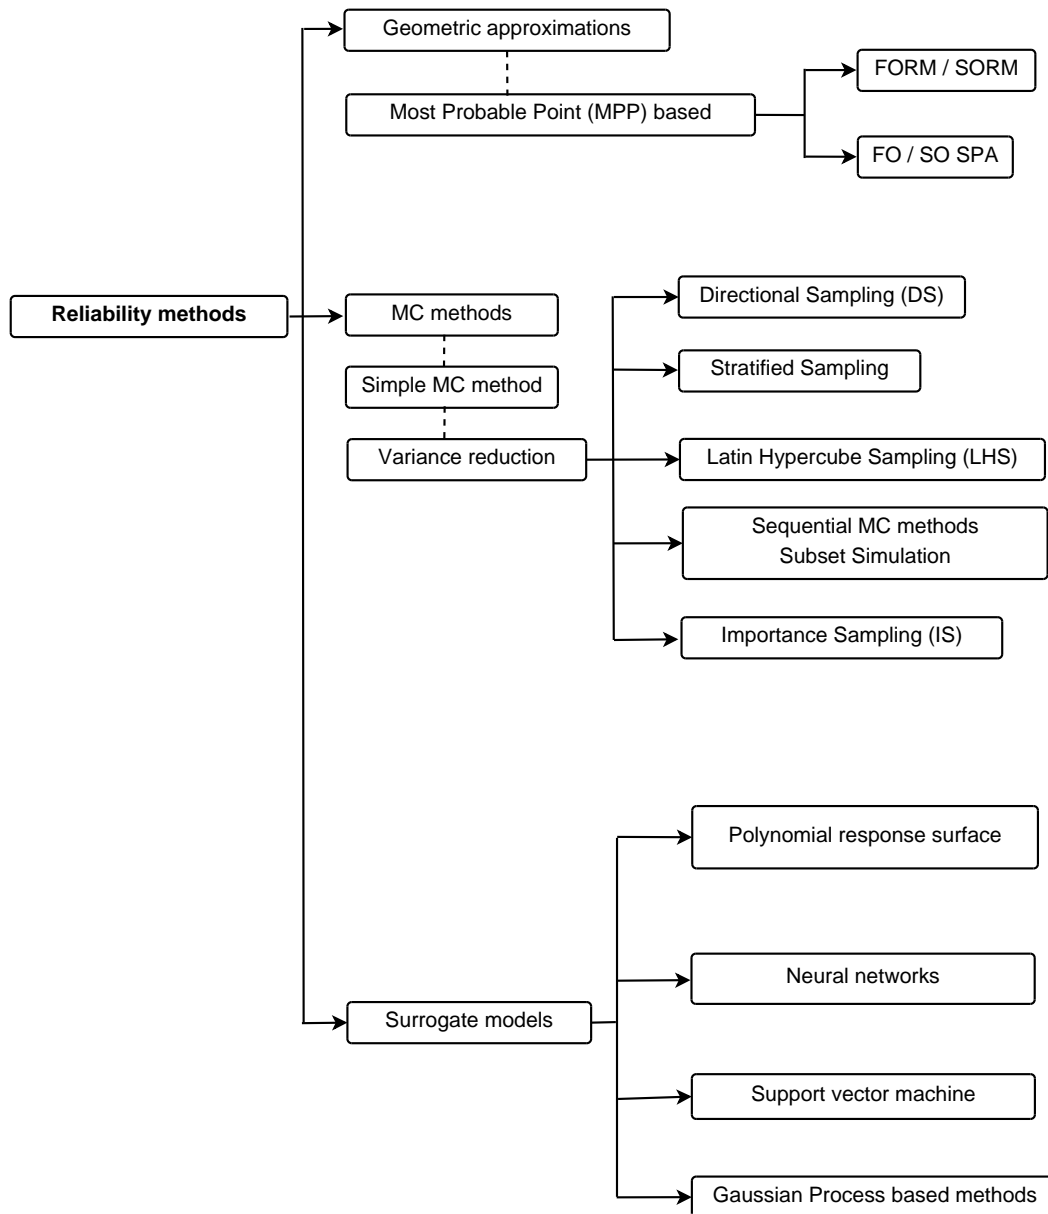 Geometric approximations
Most Probable Point (MPP) based
FORM / SORM
FO / SO SPA
Reliability methods
MC methods
Simple MC method
Variance reduction
Directional Sampling (DS)
Stratified Sampling
Latin Hypercube Sampling (LHS)
Sequential MC methods
Subset Simulation
Importance Sampling (IS)
Surrogate models
Polynomial response surface
Neural networks
Support vector machine
Gaussian Process based methods